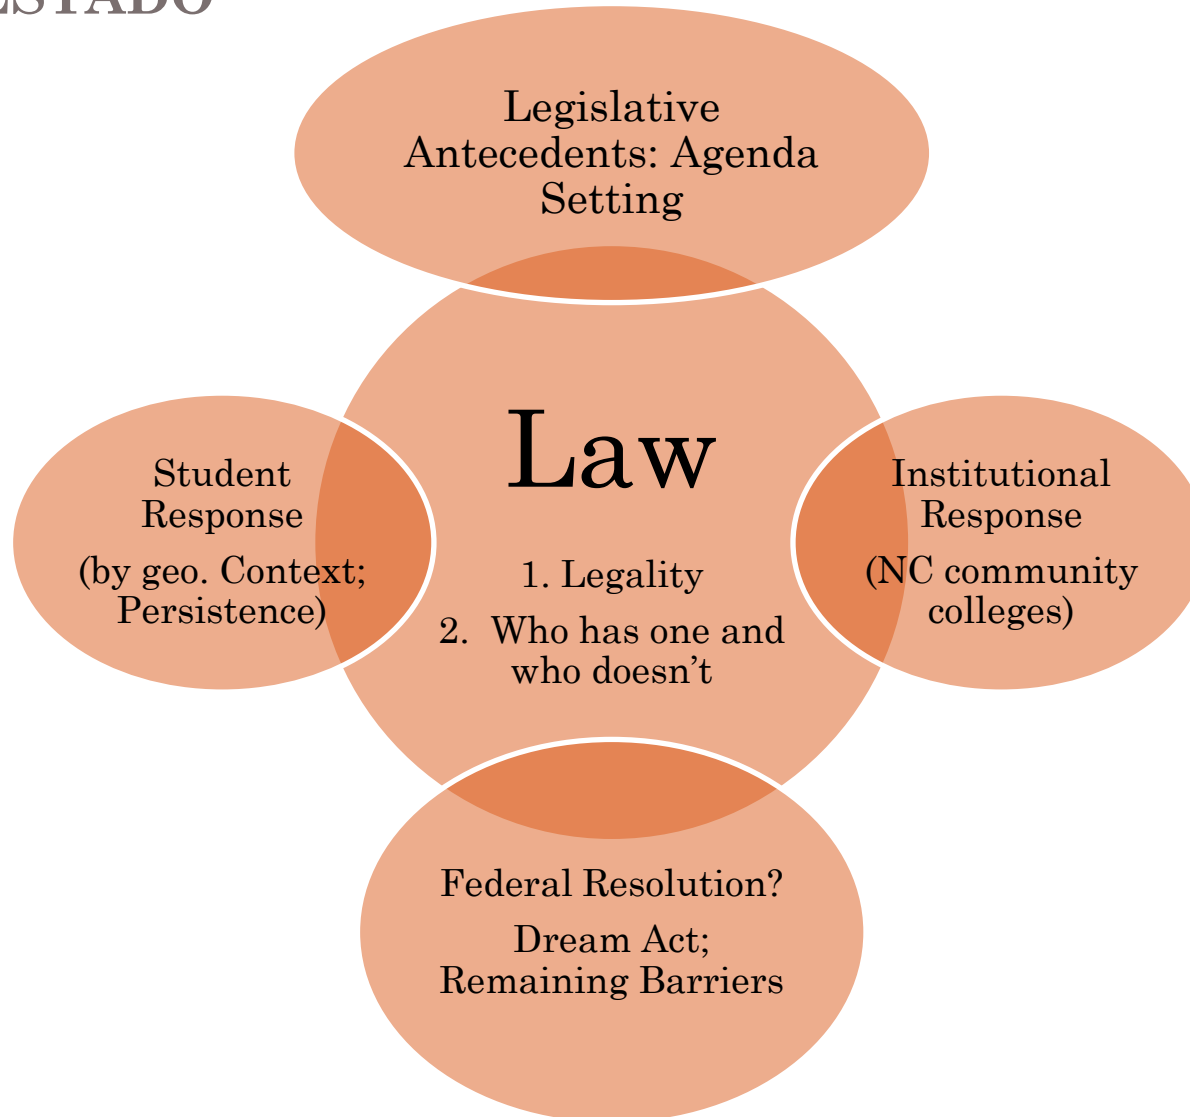 ESTADO
Legislative
Antecedents: Agenda
Setting
Law
1. Legality
2. Who has one and
who doesn’t
Student
Response
(by geo. Context;
Persistence)
Institutional
Response
(NC community
colleges)
Federal Resolution?
Dream Act;
Remaining Barriers